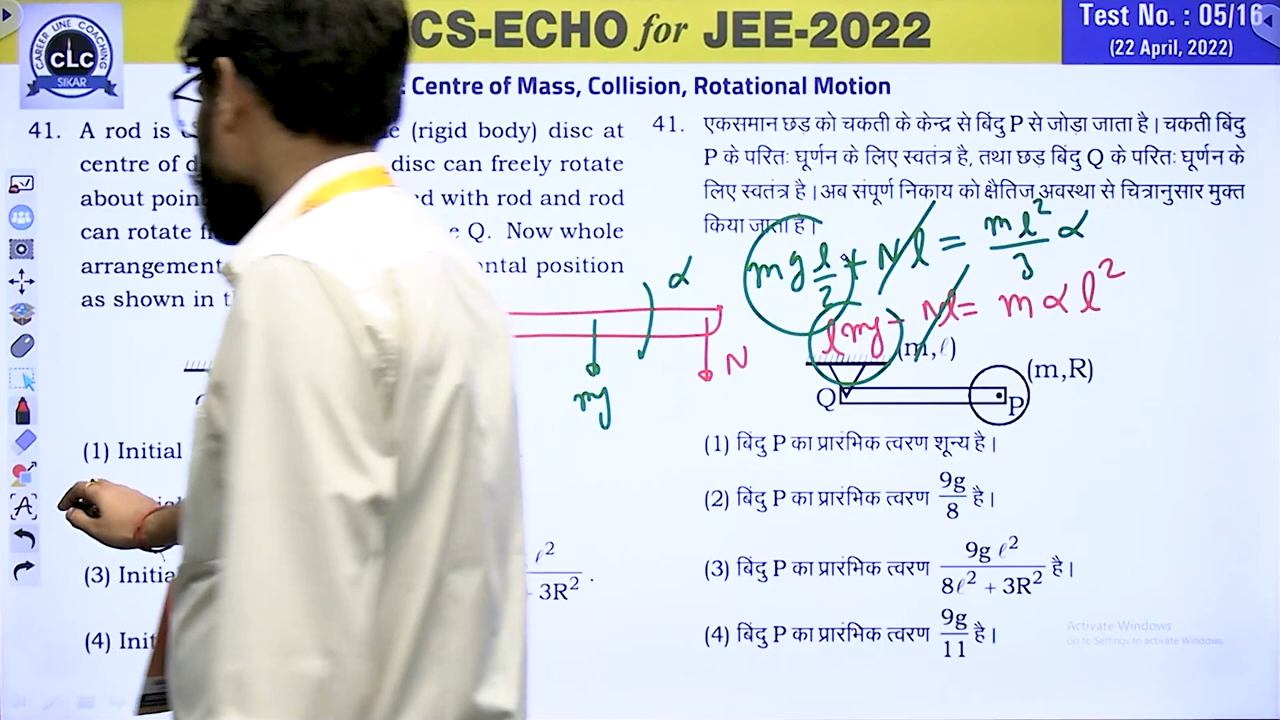 CS-ECHO for JEE-2022
Test No. : 05/16
(22 April, 2022)
CAREER LINE COACHING
CLC
SIKAR
: Centre of Mass, Collision, Rotational Motion
41. A rod is (rigid body) disc at
centre of disc can freely rotate
about with rod and rod
can rotate Q. Now whole
arrangement position
as shown in
α
mg
N
(1) Initial
(3) ℓ²
3R² .
(4)
41. एकसमान छड़ को चकती के केन्द्र से बिंदु P से जोड़ा जाता है। चकती बिंदु
P के परितः घूर्णन के लिए स्वतंत्र है, तथा छड़ बिंदु Q के परितः घूर्णन के
लिए स्वतंत्र है। अब संपूर्ण निकाय को क्षैतिज अवस्था से चित्रानुसार मुक्त
किया जाता है।
mg l/2 + Nl = ml²/3 α
lmg - Nl = mαl²
(m,ℓ)
(m,R)
Q
P
(1) बिंदु P का प्रारंभिक त्वरण शून्य है।
(2) बिंदु P का प्रारंभिक त्वरण 9g/8 है।
(3) बिंदु P का प्रारंभिक त्वरण 9g ℓ²/8ℓ² + 3R² है।
(4) बिंदु P का प्रारंभिक त्वरण 9g/11 है।
Activate Windows
Go to Settings to activate Windows.